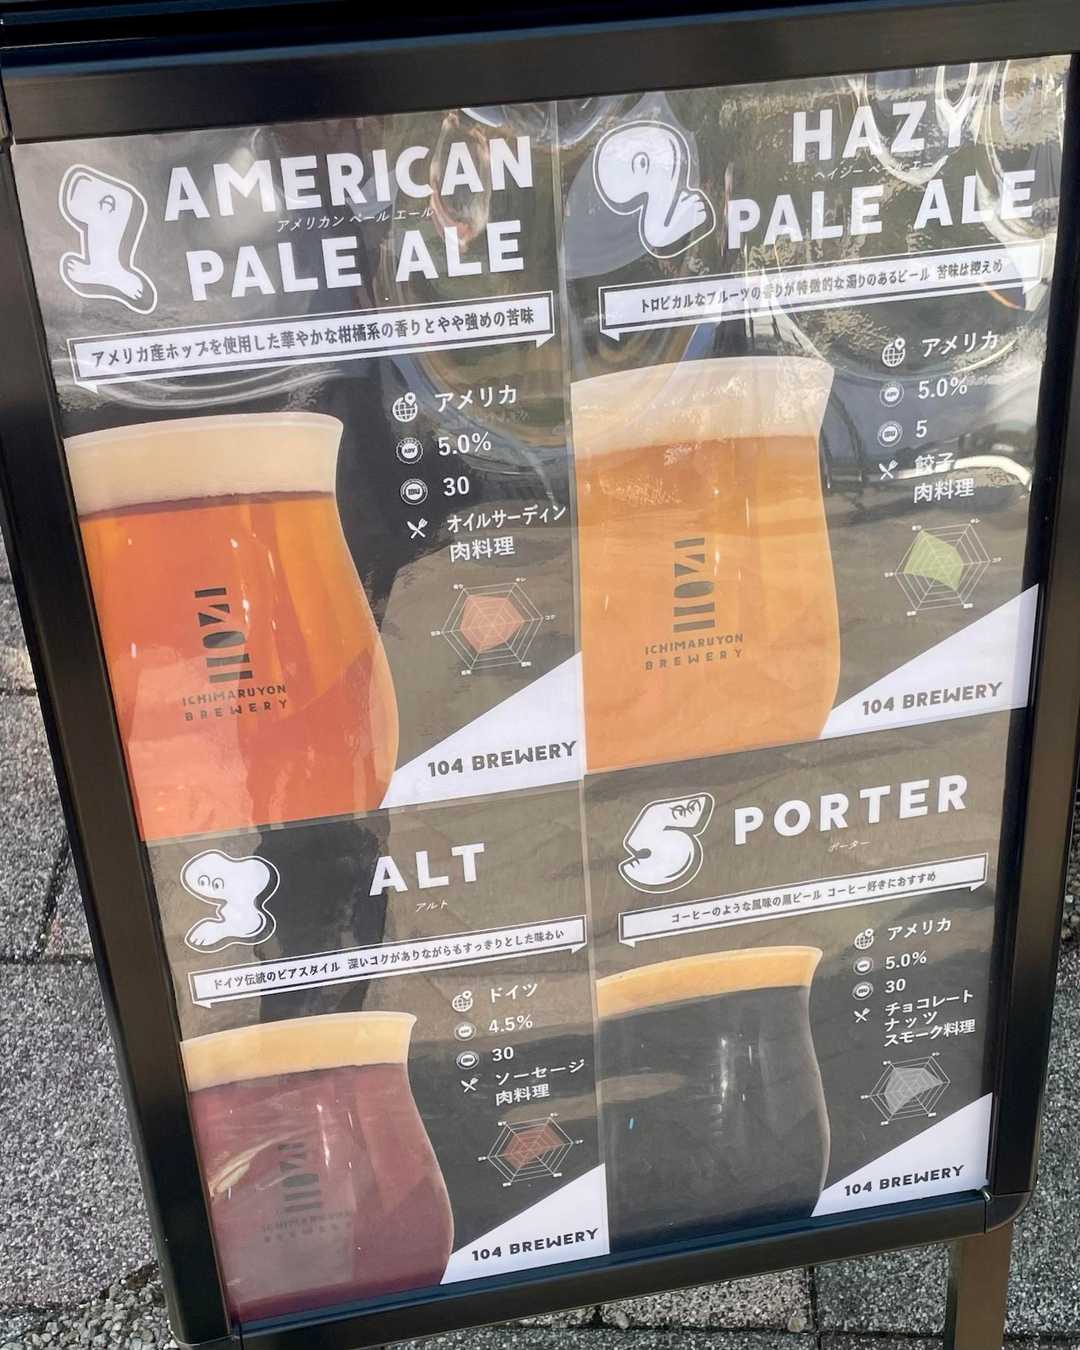 AMERICAN
アメリカン ペール エール
PALE ALE
アメリカ産ホップを使用した華やかな柑橘系の香りとやや強めの苦味
アメリカ
ABV 5.0%
IBU 30
オイルサーディン
肉料理
ICHIMARUYON
BREWERY
104 BREWERY
HAZY
ヘイジー ペールエール
PALE ALE
トロピカルなフルーツの香りが特徴的な濁りのあるビール 苦味は控えめ
アメリカ
ABV 5.0%
IBU 5
餃子
肉料理
ICHIMARUYON
BREWERY
104 BREWERY
ALT
アルト
ドイツ伝統のビアスタイル 深いコクがありながらもすっきりとした味わい
ドイツ
4.5%
30
ソーセージ
肉料理
ICHIMARUYON
BREWERY
104 BREWERY
PORTER
ポーター
コーヒーのような風味の黒ビール コーヒー好きにおすすめ
アメリカ
5.0%
30
チョコレート
ナッツ
スモーク料理
104 BREWERY